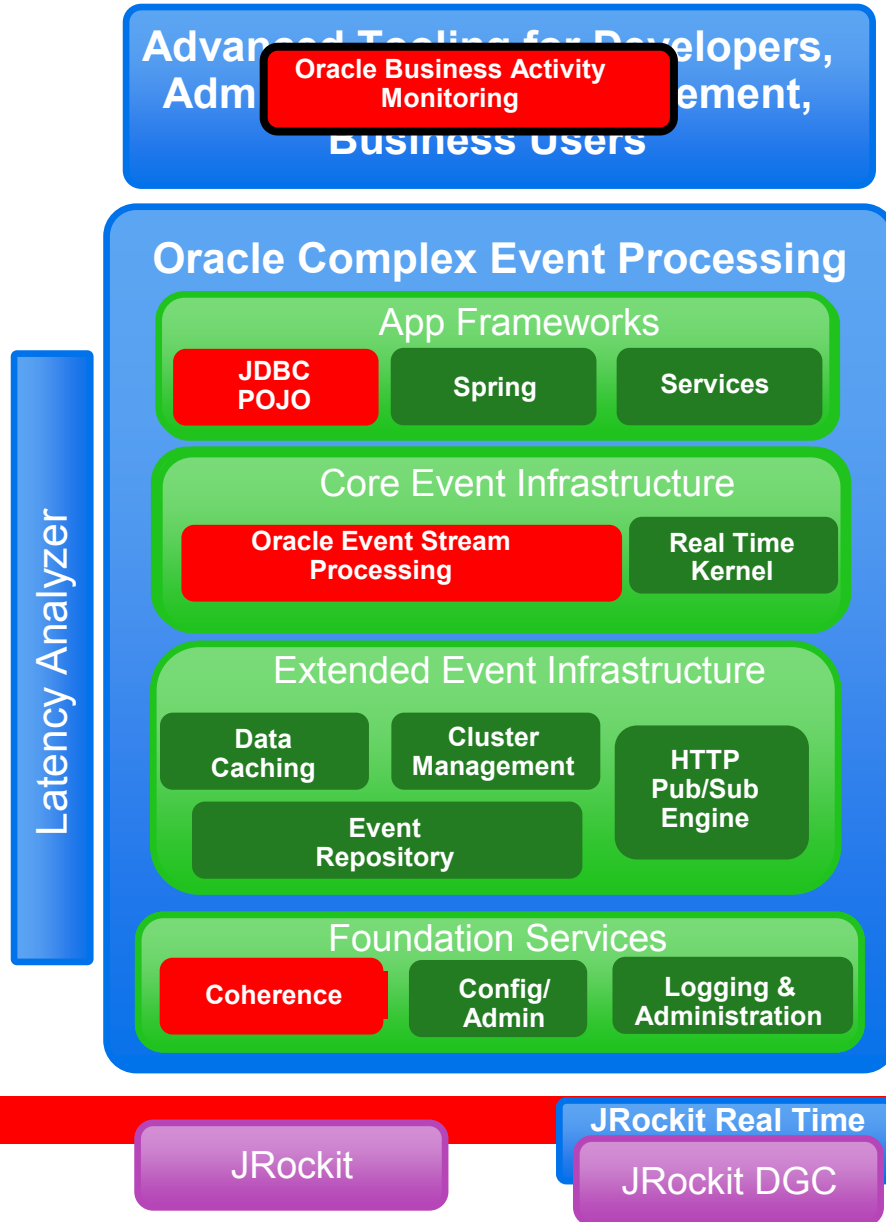 Advanced Tooling for Developers,
Oracle Business Activity
Monitoring
Adm ement,
Business Users
Oracle Complex Event Processing
App Frameworks
JDBC
POJO
Spring
Services
Core Event Infrastructure
Oracle Event Stream
Processing
Real Time
Kernel
Extended Event Infrastructure
Data
Caching
Cluster
Management
HTTP
Pub/Sub
Engine
Event
Repository
Foundation Services
Coherence
Config/
Admin
Logging &
Administration
Latency Analyzer
JRockit
JRockit Real Time
JRockit DGC